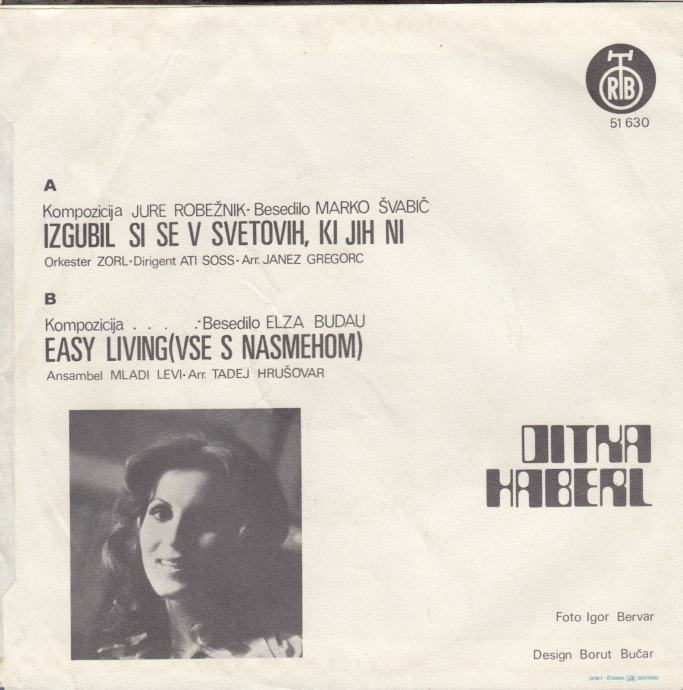 RTB
51 630
A
Kompozicija JURE ROBEŽNIK · Besedilo MARKO ŠVABIČ
IZGUBIL SI SE V SVETOVIH, KI JIH NI
Orkester ZORL · Dirigent ATI SOSS · Arr. JANEZ GREGORC
B
Kompozicija . . . . :· Besedilo ELZA BUDAU
EASY LIVING(VSE S NASMEHOM)
Ansambel MLADI LEVI · Arr. TADEJ HRUŠOVAR
DITKA
HABERL
Foto Igor Bervar
Design Borut Bučar
ŠTAMPA BEOGRAD